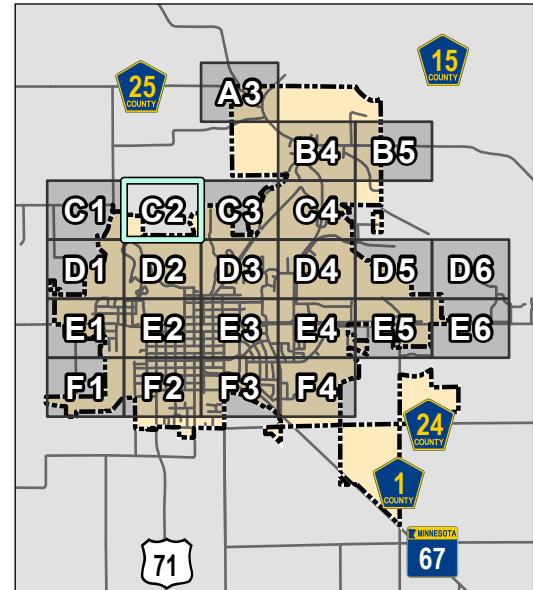 15
COUNTY
25
COUNTY
A3
B4 B5
C1 C2 C3 C4
D1 D2 D3 D4 D5 D6
E1 E2 E3 E4 E5 E6
F1 F2 F3 F4
24
COUNTY
1
COUNTY
MINNESOTA
67
71